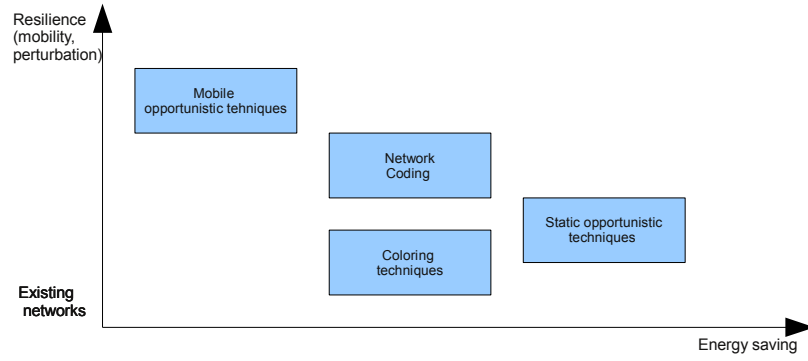 Resilience
(mobility,
perturbation)
Mobile
opportunistic tehniques
Network
Coding
Static opportunistic
techniques
Coloring
techniques
Existing
networks
Energy saving